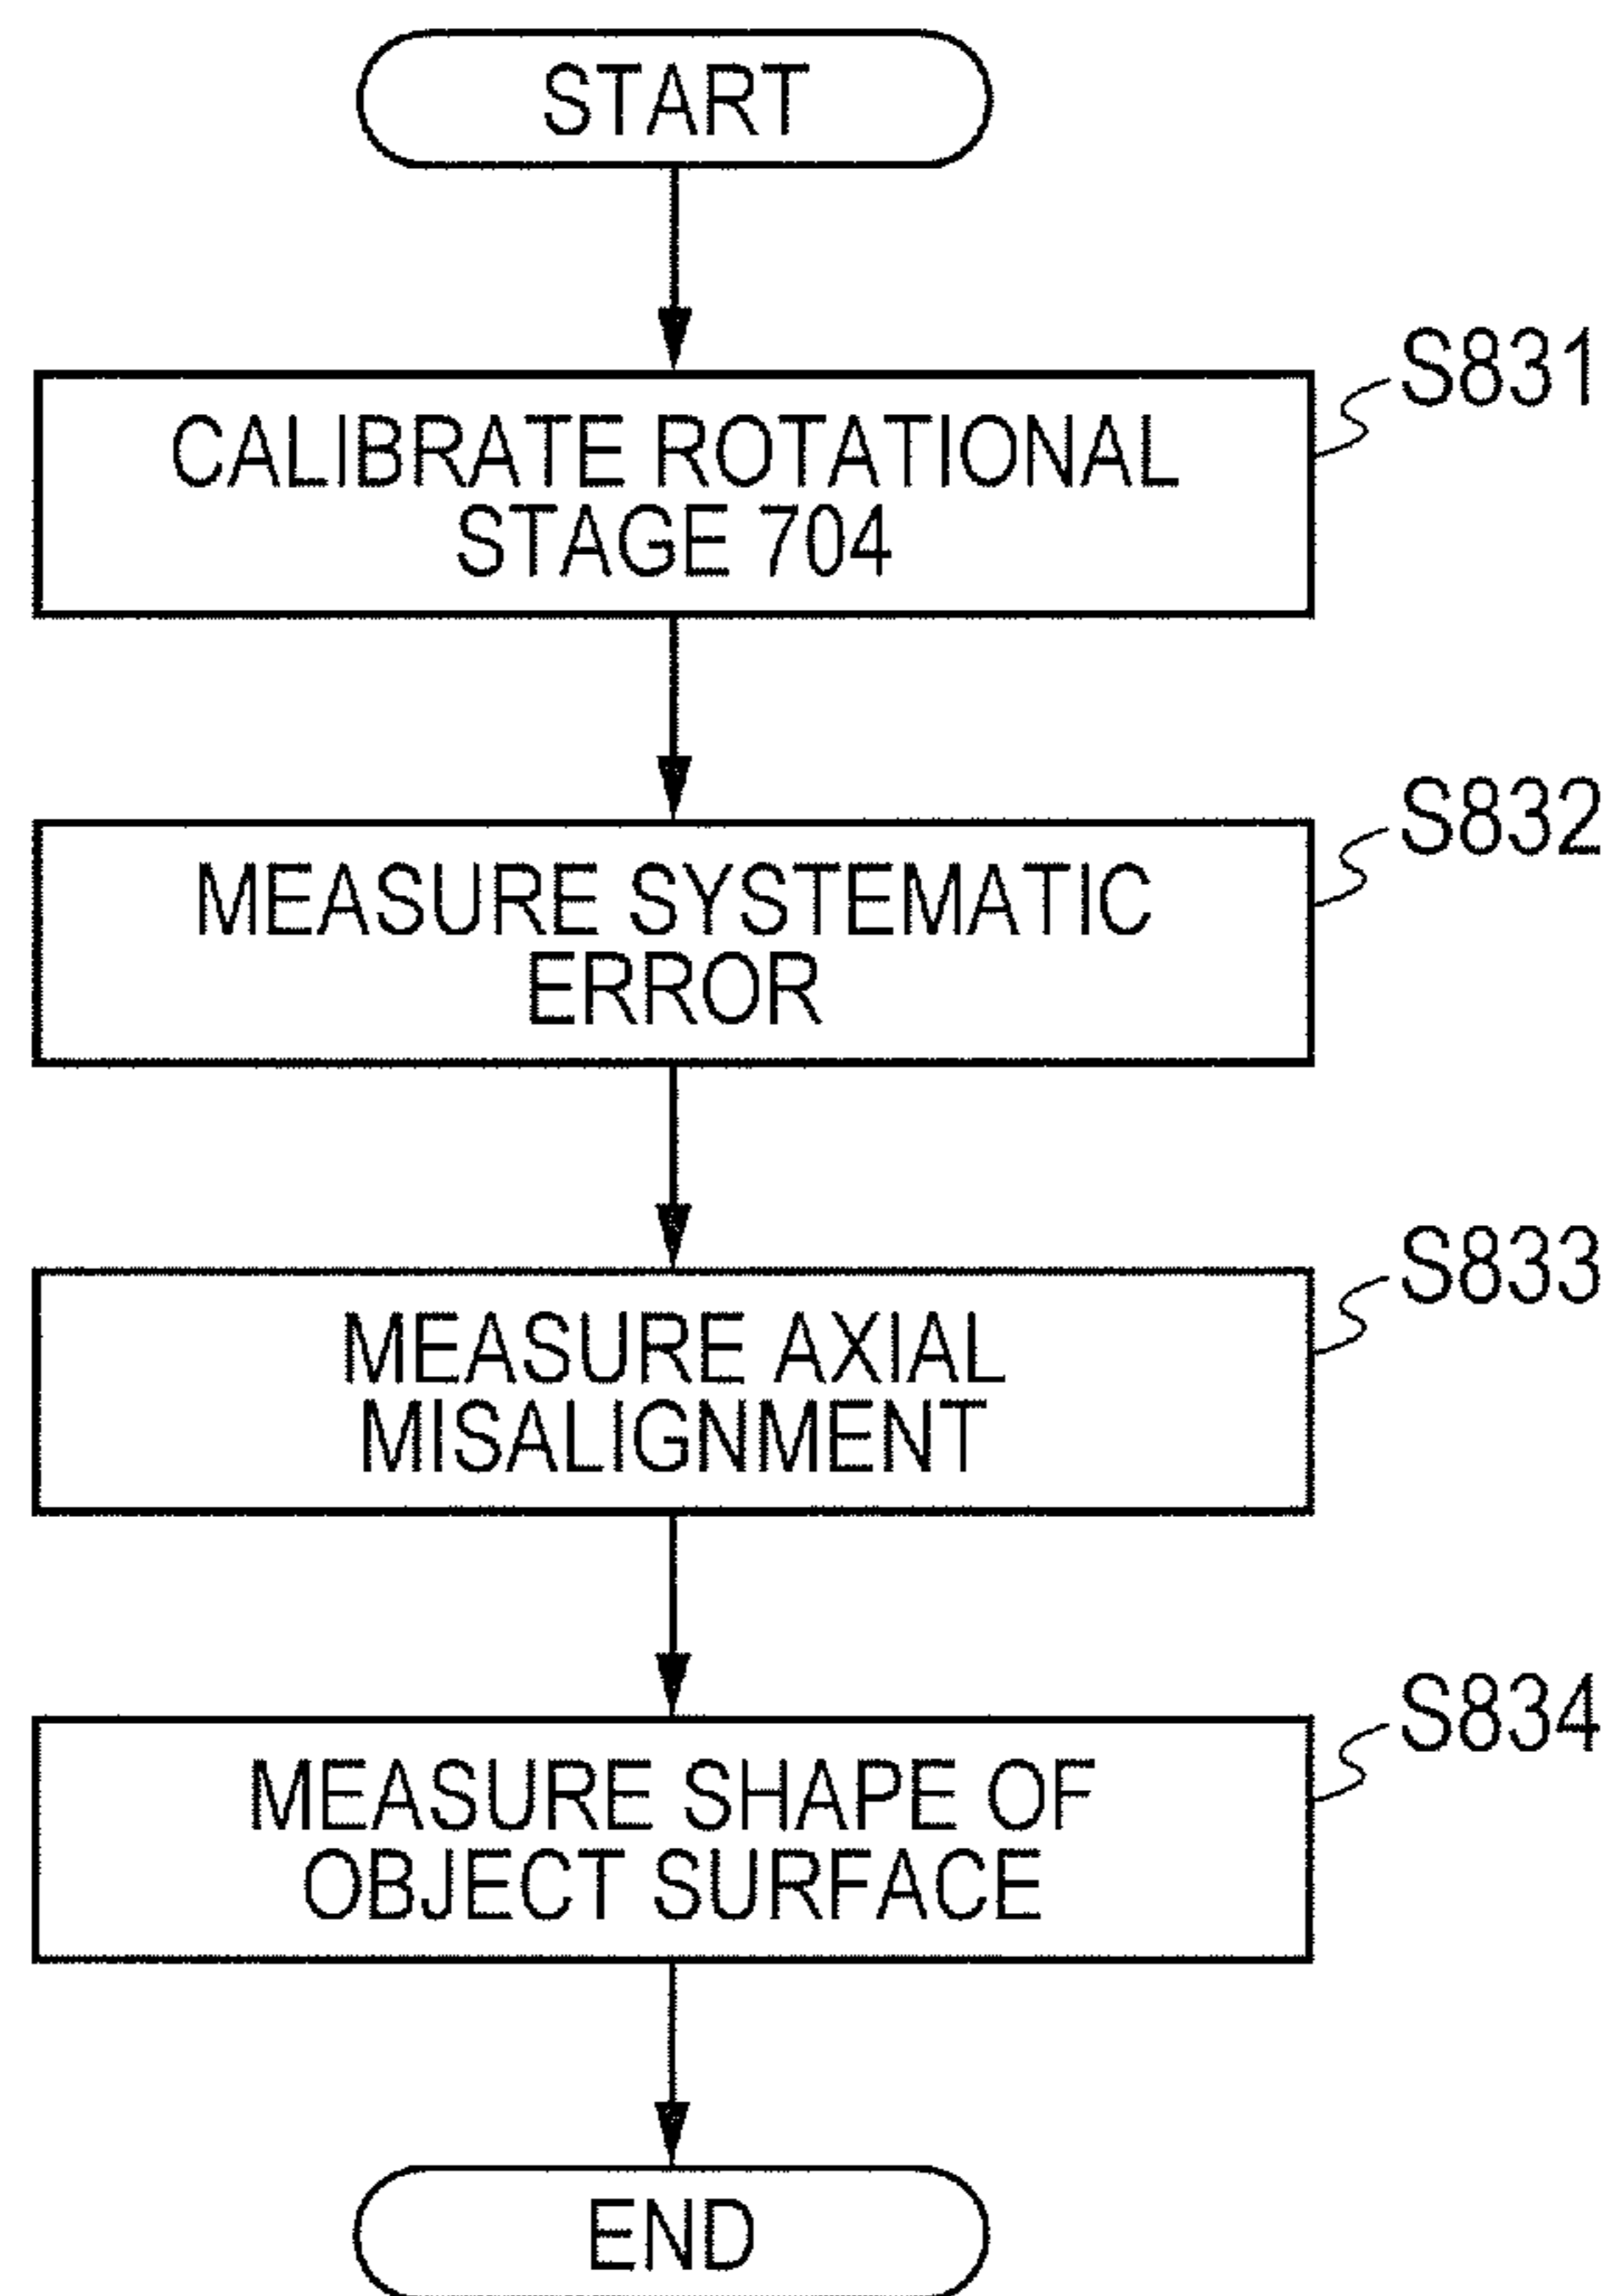 START
S831
CALIBRATE ROTATIONAL
STAGE 704
S832
MEASURE SYSTEMATIC
ERROR
S833
MEASURE AXIAL
MISALIGNMENT
S834
MEASURE SHAPE OF
OBJECT SURFACE
END